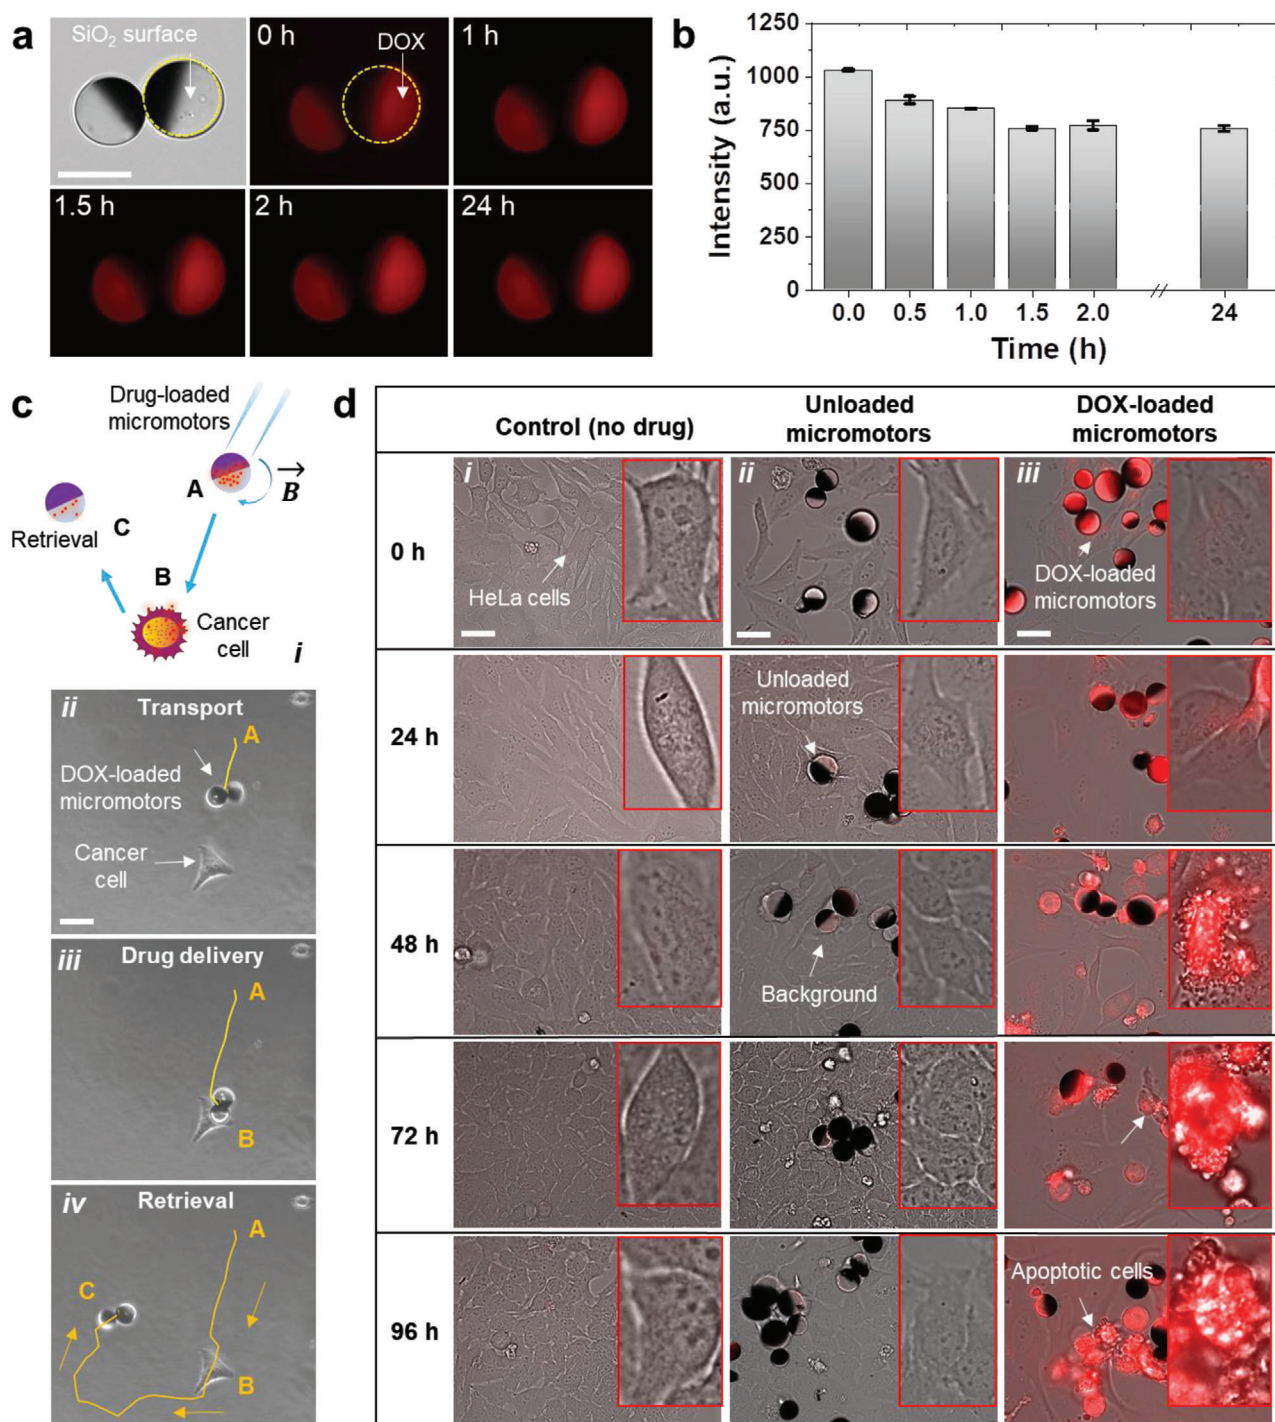 a
SiO₂ surface
0 h
DOX
1 h
1.5 h
2 h
24 h
b
Intensity (a.u.)
1250
1000
750
500
250
0
0.0
0.5
1.0
1.5
2.0
24
Time (h)
c
Drug-loaded
micromotors
A
B
Retrieval
C
B
Cancer
cell
i
ii
Transport
A
DOX-loaded
micromotors
Cancer
cell
iii
Drug delivery
A
B
iv
Retrieval
A
C
B
d
Control (no drug)
Unloaded
micromotors
DOX-loaded
micromotors
0 h
i
HeLa cells
ii
iii
DOX-loaded
micromotors
24 h
Unloaded
micromotors
48 h
Background
72 h
96 h
Apoptotic cells